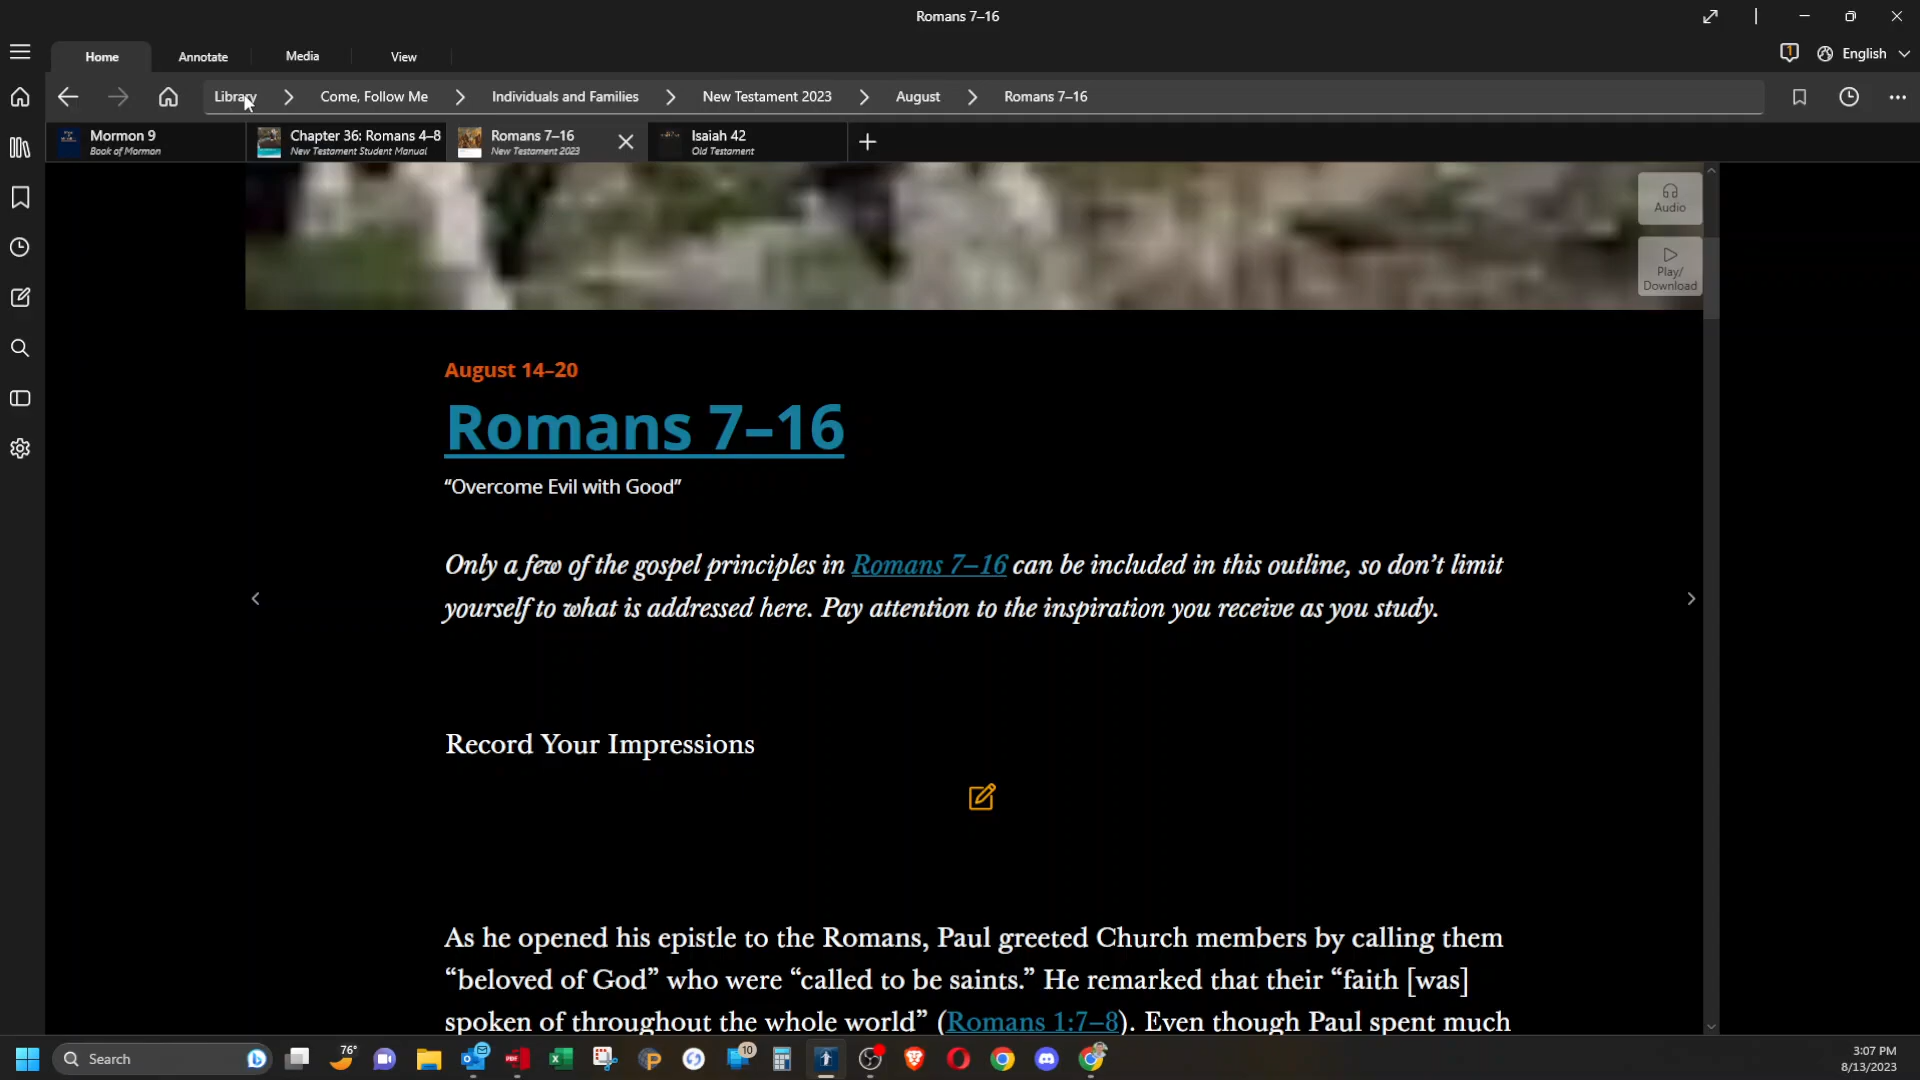 Romans 7–16
Home
Annotate
Media
View
1
English
Library
Come, Follow Me
Individuals and Families
New Testament 2023
August
Romans 7–16
Mormon 9
Book of Mormon
Chapter 36: Romans 4–8
New Testament Student Manual
Romans 7–16
New Testament 2023
Isaiah 42
Old Testament
Audio
Play/
Download
August 14–20
Romans 7–16
“Overcome Evil with Good”
Only a few of the gospel principles in Romans 7–16 can be included in this outline, so don’t limit
yourself to what is addressed here. Pay attention to the inspiration you receive as you study.
Record Your Impressions
As he opened his epistle to the Romans, Paul greeted Church members by calling them
“beloved of God” who were “called to be saints.” He remarked that their “faith [was]
spoken of throughout the whole world” (Romans 1:7–8). Even though Paul spent much
Search
76°
PDF
10
3:07 PM
8/13/2023